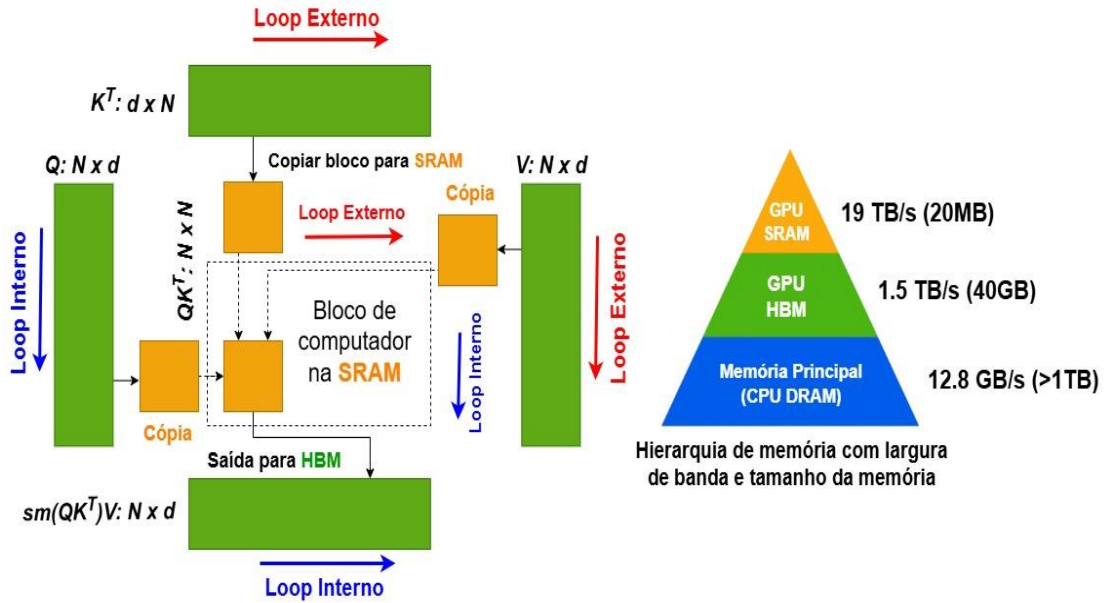 Loop Externo
K^T: d x N
Copiar bloco para SRAM
Q: N x d
V: N x d
Cópia
Loop Externo
QK^T: N x N
Loop Interno
Loop Externo
Bloco de
computador
na SRAM
Loop Interno
Cópia
Saída para HBM
sm(QK^T)V: N x d
Loop Interno
GPU
SRAM
19 TB/s (20MB)
GPU
HBM
1.5 TB/s (40GB)
Memória Principal
(CPU DRAM)
12.8 GB/s (>1TB)
Hierarquia de memória com largura
de banda e tamanho da memória